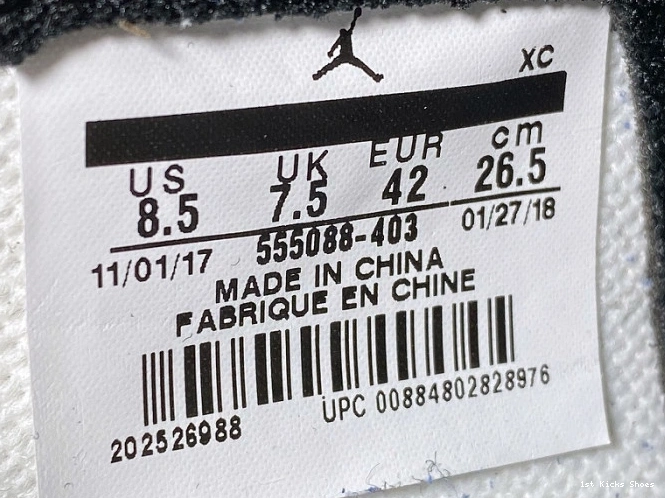 XC
US UK EUR cm
8.5 7.5 42 26.5
11/01/17 555088-403 01/27/18
MADE IN CHINA
FABRIQUE EN CHINE
202526988 UPC 00884802828976
1st Kicks Shoes